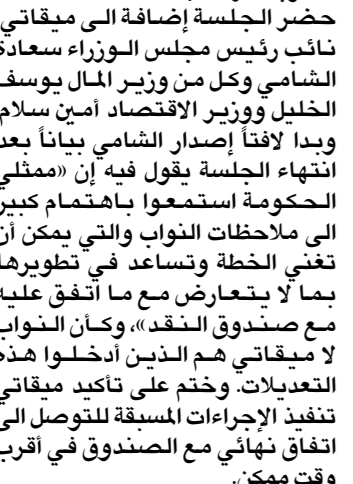 حضر الجلسة إضافة الى ميقاتي،
نائب رئيس مجلس الوزراء سعادة
الشامي وكل من وزير المال يوسف
الخليل ووزير الاقتصاد أمين سلام.
وبدا لافتاً إصدار الشامي بياناً بعد
انتهاء الجلسة يقول فيه إن «ممثلي
الحكومة استمعوا باهتمام كبير
الى ملاحظات النواب والتي يمكن أن
تغني الخطة وتساعد في تطويرها
بما لا يتعارض مع ما اتفق عليه
مع صندوق النقد»، وكأن النواب
لا ميقاتي هم الذين أدخلوا هذه
التعديلات. وختم على تأكيد ميقاتي
تنفيذ الإجراءات المسبقة للتوصل الى
اتفاق نهائي مع الصندوق في أقرب
وقت ممكن.